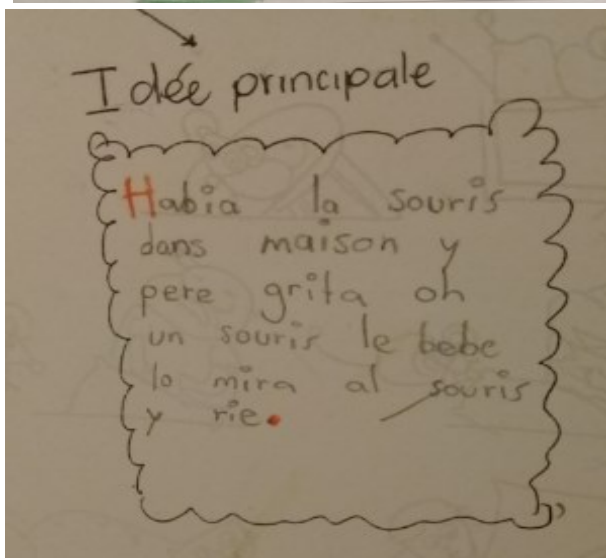 Idée principale
Habia la souris
dans maison y
pere grita oh
un souris le bebe
lo mira al souris
y rie.